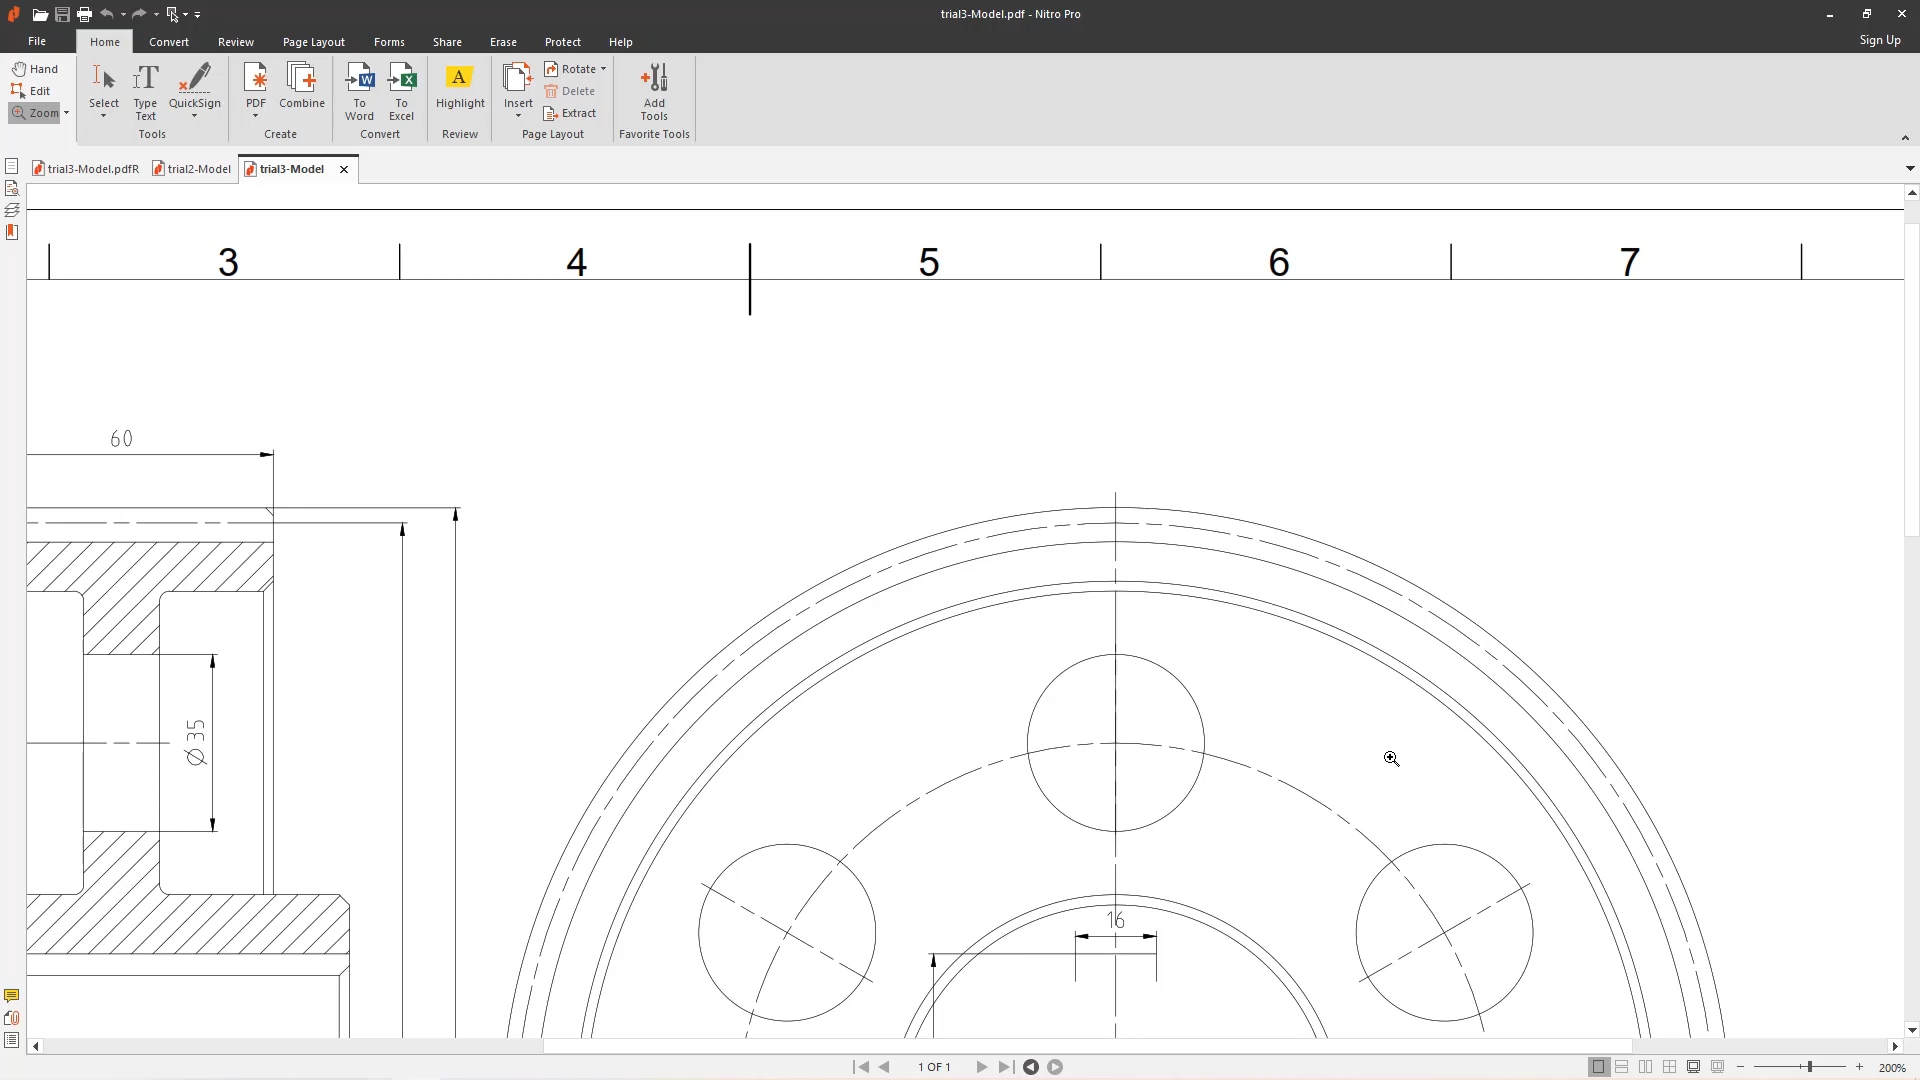 trial3-Model.pdf - Nitro Pro
File Home Convert Review Page Layout Forms Share Erase Protect Help Sign Up
Hand
Edit
Zoom
Select
Type
Text
QuickSign
Tools
PDF
Combine
Create
To
Word
To
Excel
Convert
Highlight
Review
Insert
Rotate
Delete
Extract
Page Layout
Add
Tools
Favorite Tools
trial3-Model.pdfR trial2-Model trial3-Model
3 4 5 6 7
60
Ø 35
16
1 OF 1
200%